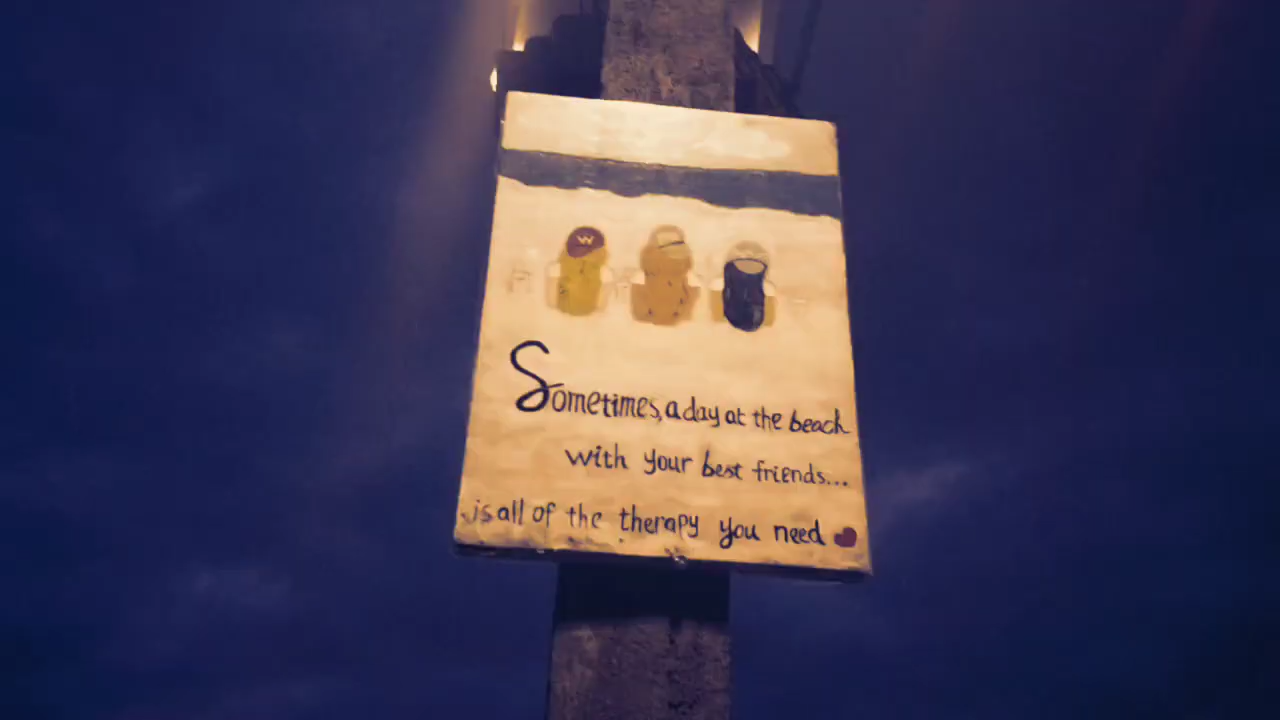 W
Sometimes, a day at the beach
with your best friends...
is all of the therapy you need